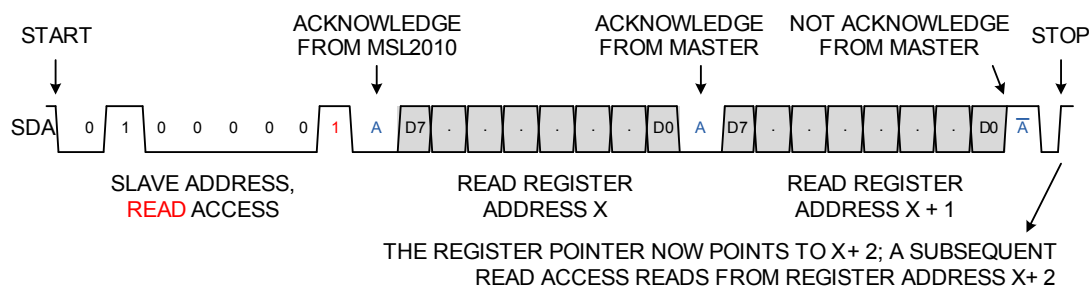 START
ACKNOWLEDGE
FROM MSL2010
ACKNOWLEDGE
FROM MASTER
NOT ACKNOWLEDGE
FROM MASTER
STOP
SDA 0 1 0 0 0 0 0 1 A D7 . . . . . . D0 A D7 . . . . . . D0 A̅
SLAVE ADDRESS,
READ ACCESS
READ REGISTER
ADDRESS X
READ REGISTER
ADDRESS X + 1
THE REGISTER POINTER NOW POINTS TO X+ 2; A SUBSEQUENT
READ ACCESS READS FROM REGISTER ADDRESS X+ 2